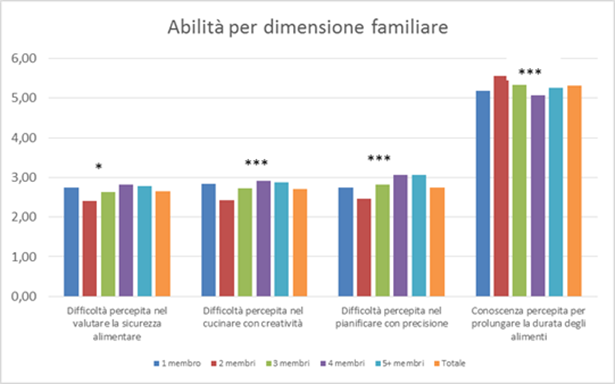 Abilità per dimensione familiare
6,00
5,00
4,00
3,00
2,00
1,00
0,00
*
***
***
***
Difficoltà percepita nel
valutare la sicurezza
alimentare
Difficoltà percepita nel
cucinare con creatività
Difficoltà percepita nel
pianificare con precisione
Conoscenza percepita per
prolungare la durata degli
alimenti
1 membro 2 membri 3 membri 4 membri 5+ membri Totale